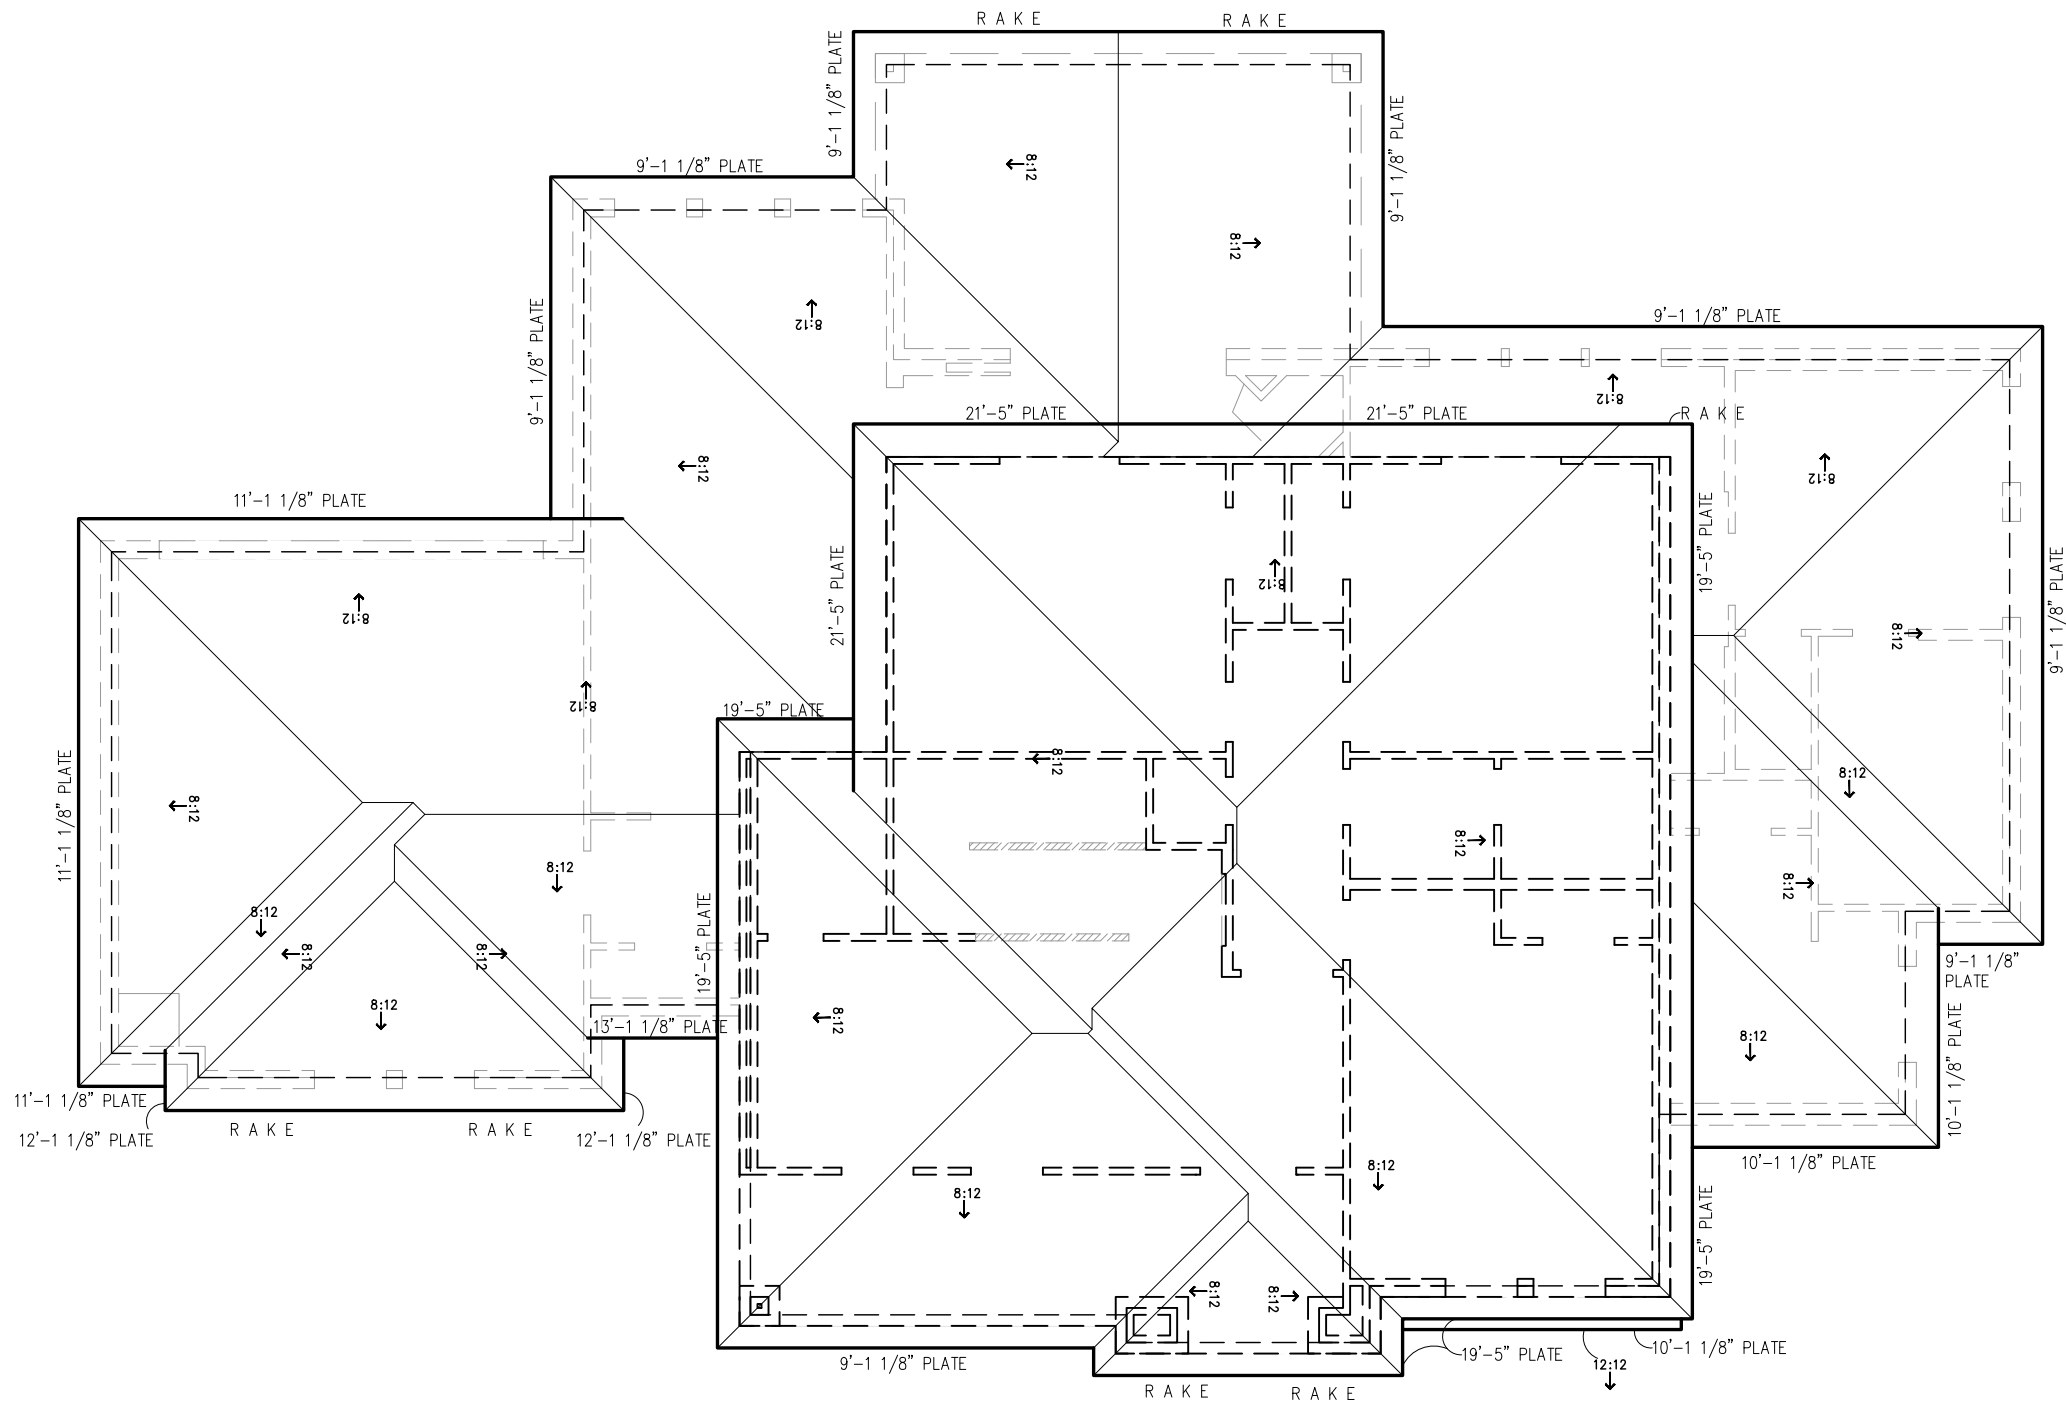 R A K E
R A K E
9'-1 1/8" PLATE
9'-1 1/8" PLATE
9'-1 1/8" PLATE
8:12
8:12
9'-1 1/8" PLATE
9'-1 1/8" PLATE
8:12
8:12
21'-5" PLATE
21'-5" PLATE
R A K E
8:12
8:12
11'-1 1/8" PLATE
19'-5" PLATE
21'-5" PLATE
8:12
8:12
8:12
9'-1 1/8" PLATE
8:12
19'-5" PLATE
8:12
8:12
11'-1 1/8" PLATE
8:12
8:12
8:12
8:12
8:12
19'-5" PLATE
8:12
8:12
9'-1 1/8"
PLATE
8:12
8:12
10'-1 1/8" PLATE
13'-1 1/8" PLATE
8:12
11'-1 1/8" PLATE
12'-1 1/8" PLATE
R A K E
R A K E
12'-1 1/8" PLATE
10'-1 1/8" PLATE
8:12
8:12
19'-5" PLATE
8:12
8:12
9'-1 1/8" PLATE
19'-5" PLATE
10'-1 1/8" PLATE
12:12
R A K E
R A K E